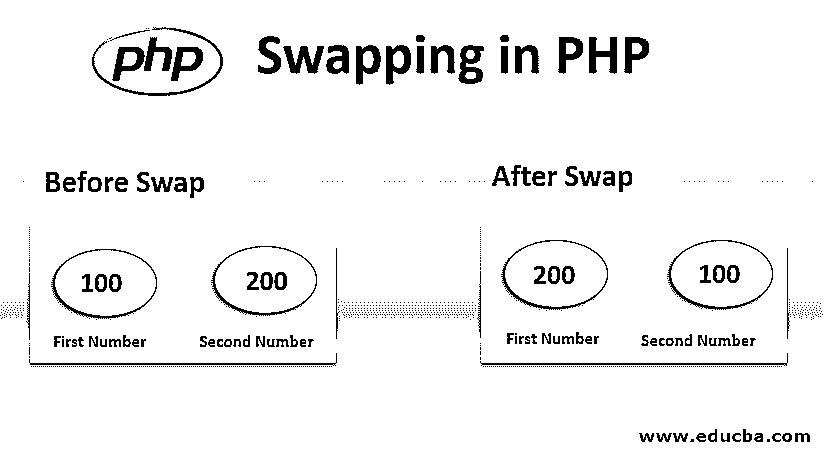 php Swapping in PHP
Before Swap
After Swap
100
200
200
100
First Number
Second Number
First Number
Second Number
www.educba.com